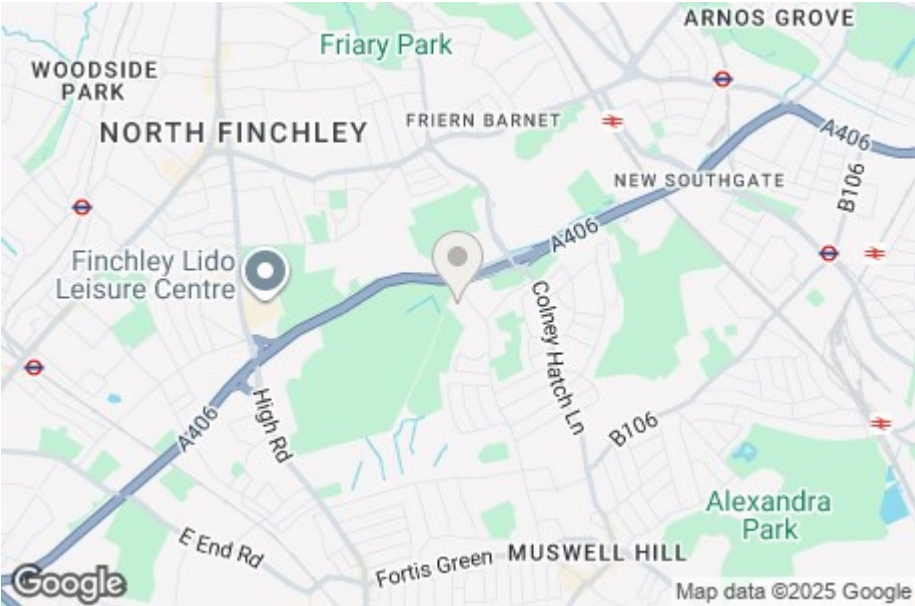 ARNOS GROVE
Friary Park
WOODSIDE
PARK
NORTH FINCHLEY
FRIERN BARNET
A406
B106
NEW SOUTHGATE
A406
Finchley Lido
Leisure Centre
Colney Hatch Ln
High Rd
A406
B106
Alexandra
Park
E End Rd
Fortis Green
MUSWELL HILL
Google
Map data ©2025 Google